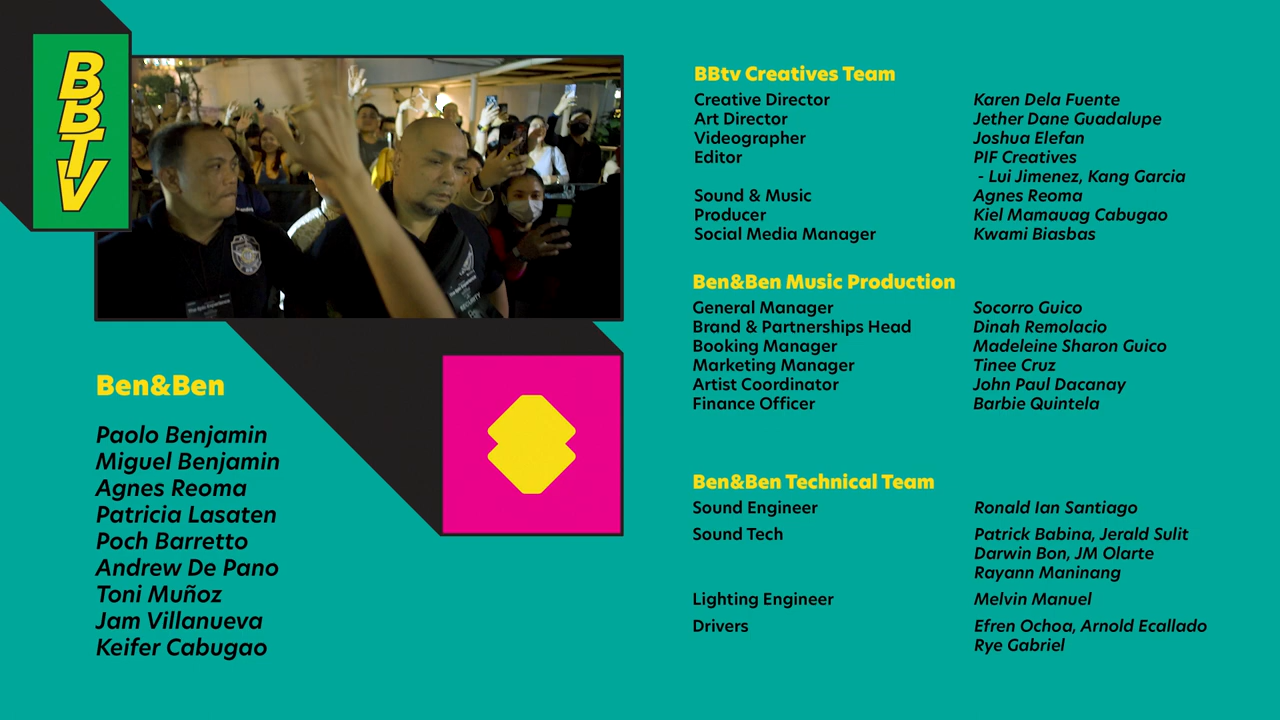 BBTV
SECURITY
Ben&Ben
Paolo Benjamin
Miguel Benjamin
Agnes Reoma
Patricia Lasaten
Poch Barretto
Andrew De Pano
Toni Muñoz
Jam Villanueva
Keifer Cabugao
BBtv Creatives Team
Creative Director Karen Dela Fuente
Art Director Jether Dane Guadalupe
Videographer Joshua Elefan
Editor PIF Creatives
- Lui Jimenez, Kang Garcia
Sound & Music Agnes Reoma
Producer Kiel Mamauag Cabugao
Social Media Manager Kwami Biasbas
Ben&Ben Music Production
General Manager Socorro Guico
Brand & Partnerships Head Dinah Remolacio
Booking Manager Madeleine Sharon Guico
Marketing Manager Tinee Cruz
Artist Coordinator John Paul Dacanay
Finance Officer Barbie Quintela
Ben&Ben Technical Team
Sound Engineer Ronald Ian Santiago
Sound Tech Patrick Babina, Jerald Sulit
Darwin Bon, JM Olarte
Rayann Maninang
Lighting Engineer Melvin Manuel
Drivers Efren Ochoa, Arnold Ecallado
Rye Gabriel